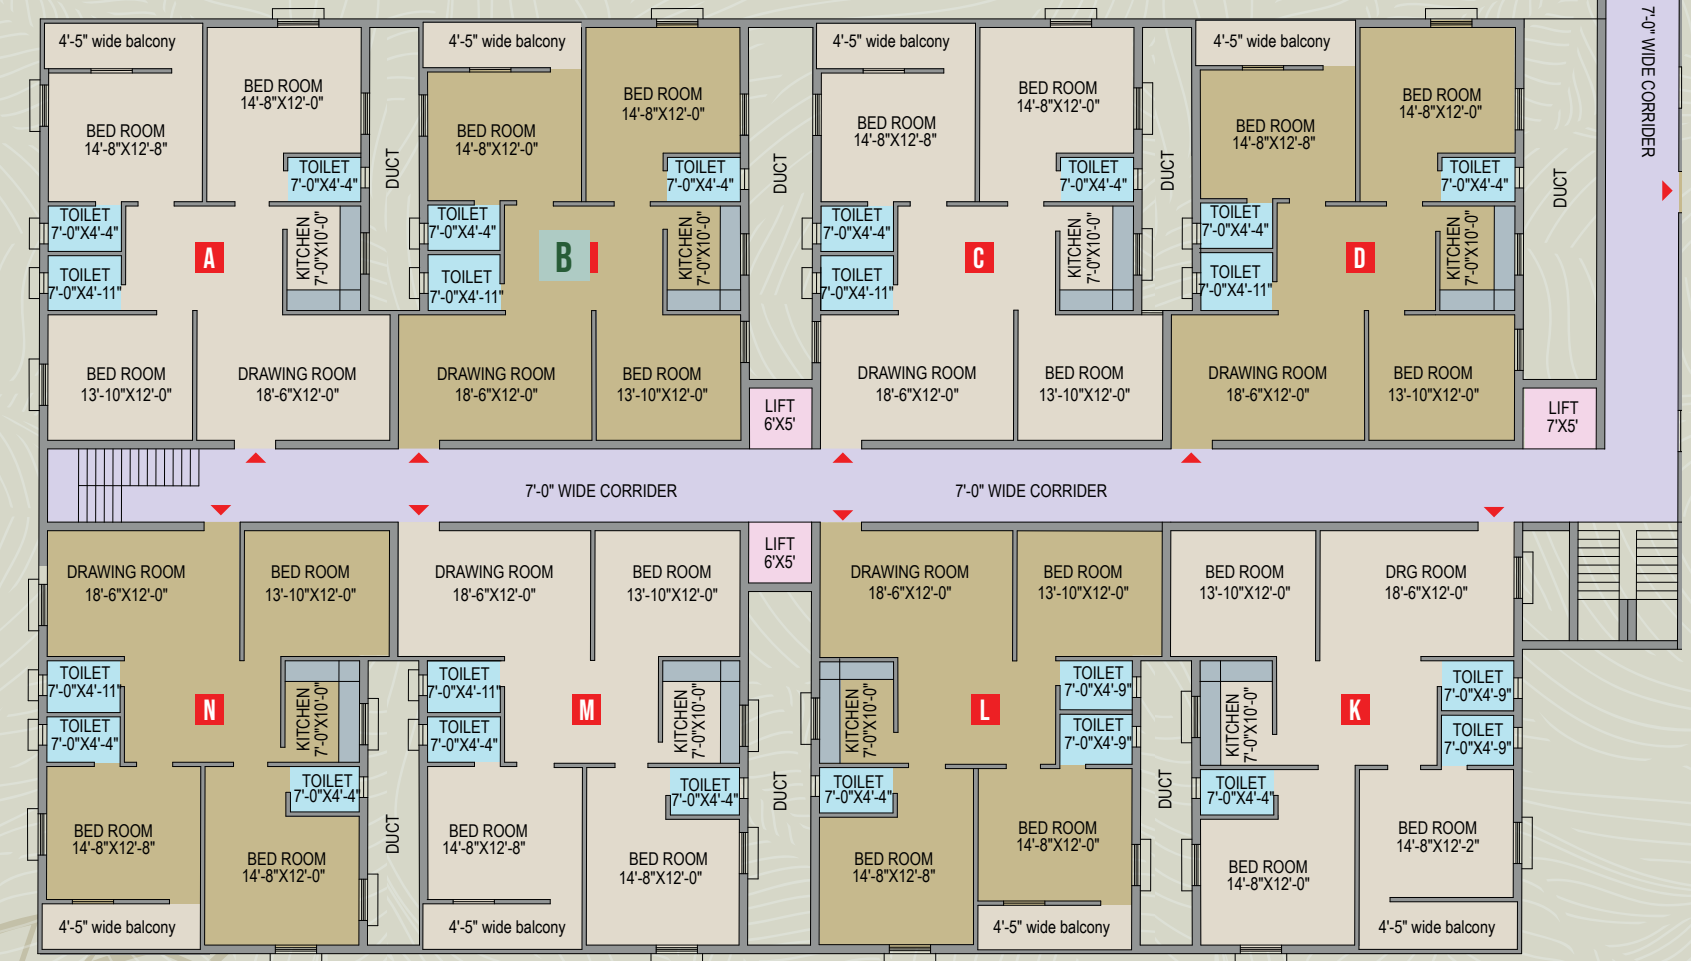 4'-5" wide balcony
BED ROOM
14'-8"X12'-0"
BED ROOM
14'-8"X12'-8"
TOILET
7'-0"X4'-4"
TOILET
7'-0"X4'-4"
TOILET
7'-0"X4'-11"
A
KITCHEN
7'-0"X10'-0"
BED ROOM
13'-10"X12'-0"
DRAWING ROOM
18'-6"X12'-0"
DUCT
4'-5" wide balcony
BED ROOM
14'-8"X12'-0"
BED ROOM
14'-8"X12'-0"
TOILET
7'-0"X4'-4"
TOILET
7'-0"X4'-4"
TOILET
7'-0"X4'-11"
B
KITCHEN
7'-0"X10'-0"
DRAWING ROOM
18'-6"X12'-0"
BED ROOM
13'-10"X12'-0"
DUCT
LIFT
6'X5'
4'-5" wide balcony
BED ROOM
14'-8"X12'-0"
BED ROOM
14'-8"X12'-8"
TOILET
7'-0"X4'-4"
TOILET
7'-0"X4'-4"
TOILET
7'-0"X4'-11"
C
KITCHEN
7'-0"X10'-0"
DRAWING ROOM
18'-6"X12'-0"
BED ROOM
13'-10"X12'-0"
DUCT
4'-5" wide balcony
BED ROOM
14'-8"X12'-0"
BED ROOM
14'-8"X12'-8"
TOILET
7'-0"X4'-4"
TOILET
7'-0"X4'-4"
TOILET
7'-0"X4'-11"
D
KITCHEN
7'-0"X10'-0"
DRAWING ROOM
18'-6"X12'-0"
BED ROOM
13'-10"X12'-0"
DUCT
LIFT
7'X5'
7'-0" WIDE CORRIDER
7'-0" WIDE CORRIDER
7'-0" WIDE CORRIDER
DRAWING ROOM
18'-6"X12'-0"
BED ROOM
13'-10"X12'-0"
TOILET
7'-0"X4'-11"
TOILET
7'-0"X4'-4"
N
KITCHEN
7'-0"X10'-0"
TOILET
7'-0"X4'-4"
BED ROOM
14'-8"X12'-8"
BED ROOM
14'-8"X12'-0"
4'-5" wide balcony
DUCT
DRAWING ROOM
18'-6"X12'-0"
BED ROOM
13'-10"X12'-0"
TOILET
7'-0"X4'-11"
TOILET
7'-0"X4'-4"
M
KITCHEN
7'-0"X10'-0"
TOILET
7'-0"X4'-4"
BED ROOM
14'-8"X12'-8"
BED ROOM
14'-8"X12'-0"
4'-5" wide balcony
LIFT
6'X5'
DUCT
DRAWING ROOM
18'-6"X12'-0"
BED ROOM
13'-10"X12'-0"
KITCHEN
7'-0"X10'-0"
L
TOILET
7'-0"X4'-9"
TOILET
7'-0"X4'-9"
TOILET
7'-0"X4'-4"
BED ROOM
14'-8"X12'-0"
BED ROOM
14'-8"X12'-8"
4'-5" wide balcony
DUCT
BED ROOM
13'-10"X12'-0"
DRG ROOM
18'-6"X12'-0"
KITCHEN
7'-0"X10'-0"
K
TOILET
7'-0"X4'-9"
TOILET
7'-0"X4'-9"
TOILET
7'-0"X4'-4"
BED ROOM
14'-8"X12'-2"
BED ROOM
14'-8"X12'-0"
4'-5" wide balcony